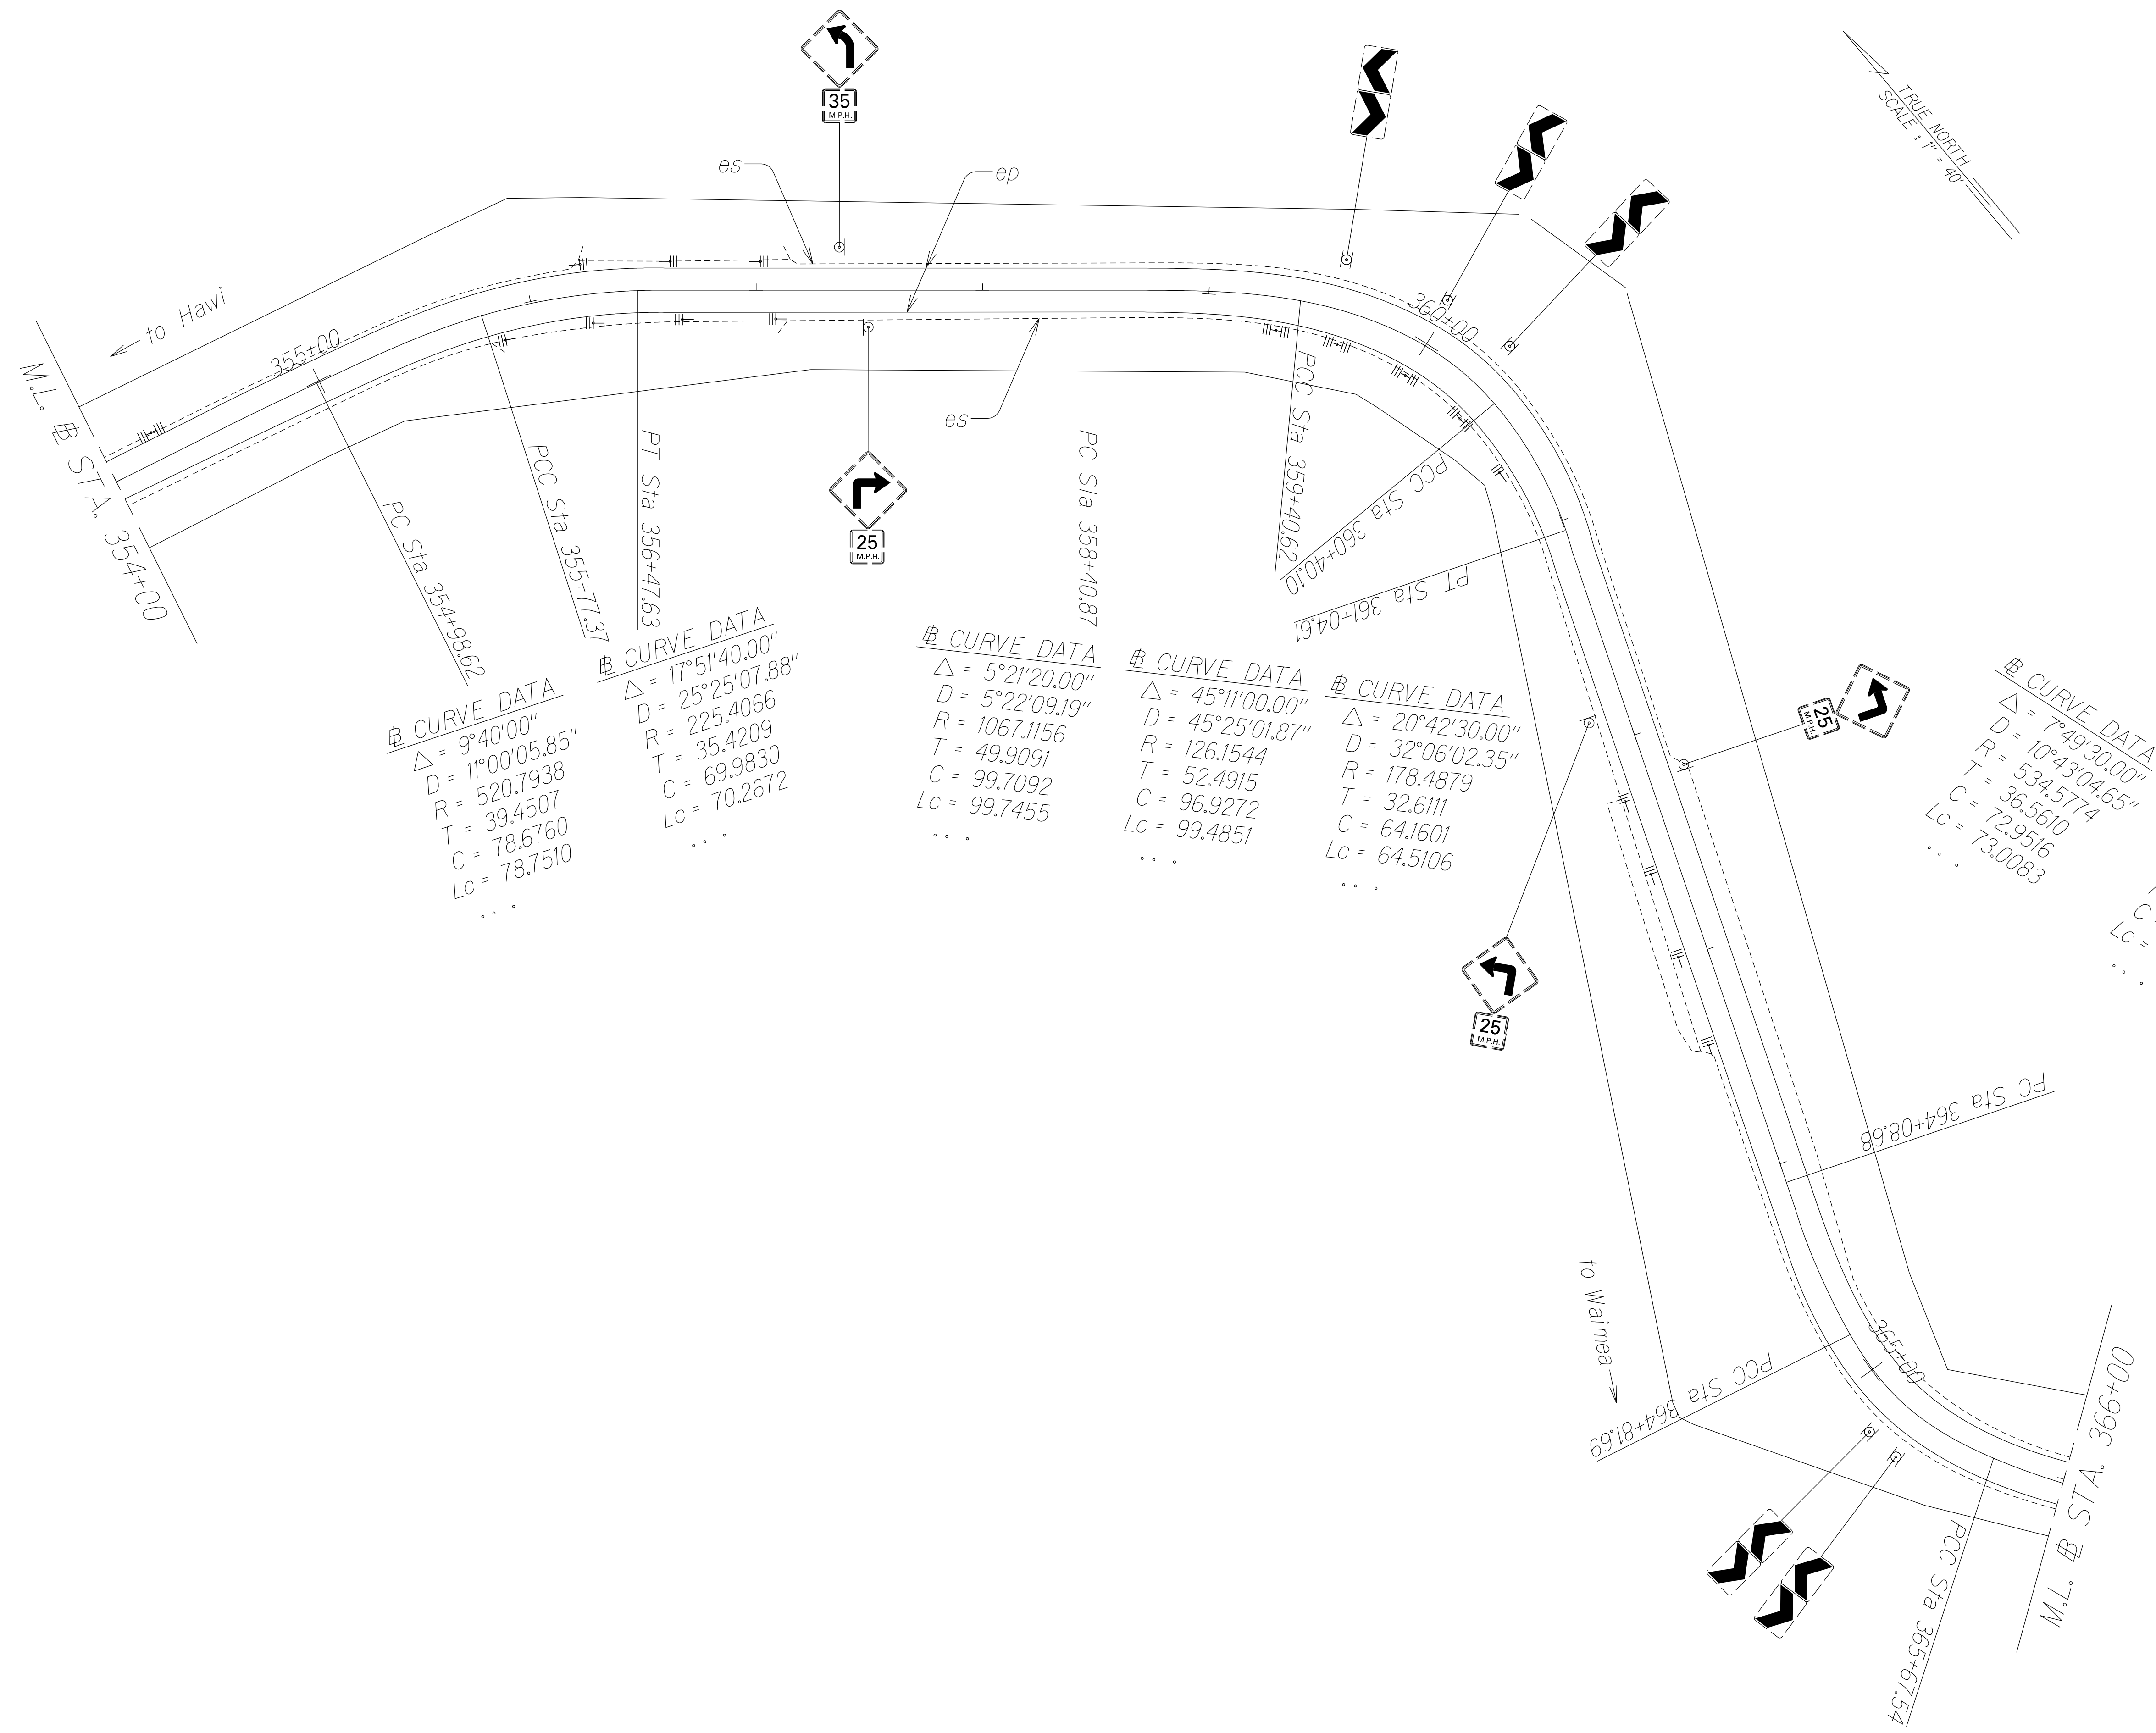 35
M.P.H.
es
ep
TRUE NORTH
SCALE : 1" = 40'
to Hawi
355+00
360+00
M.L. BL STA. 354+00
es
PC Sta 354+98.62
PCC Sta 355+77.37
PT Sta 356+47.63
25
M.P.H.
PC Sta 358+40.87
PCC Sta 359+40.62
PCC Sta 360+40.10
PT Sta 361+04.61
BL CURVE DATA
△ = 9°40'00"
D = 11°00'05.85"
R = 520.7938
T = 39.4507
C = 78.6760
Lc = 78.7510
. . .
BL CURVE DATA
△ = 17°51'40.00"
D = 25°25'07.88"
R = 225.4066
T = 35.4209
C = 69.9830
Lc = 70.2672
. . .
BL CURVE DATA
△ = 5°21'20.00"
D = 5°22'09.19"
R = 1067.1156
T = 49.9091
C = 99.7092
Lc = 99.7455
. . .
BL CURVE DATA
△ = 45°11'00.00"
D = 45°25'01.87"
R = 126.1544
T = 52.4915
C = 96.9272
Lc = 99.4851
. . .
BL CURVE DATA
△ = 20°42'30.00"
D = 32°06'02.35"
R = 178.4879
T = 32.6111
C = 64.1601
Lc = 64.5106
. . .
25
M.P.H.
BL CURVE DATA
△ = 7°49'30.00"
D = 10°43'04.65"
R = 534.5774
T = 36.5610
C = 72.9516
Lc = 73.0083
. . .
C
Lc =
. . .
25
M.P.H.
PC Sta 364+08.68
to Waimea
PCC Sta 364+81.69
365+00
PCC Sta 365+67.54
M.L. BL STA. 366+00